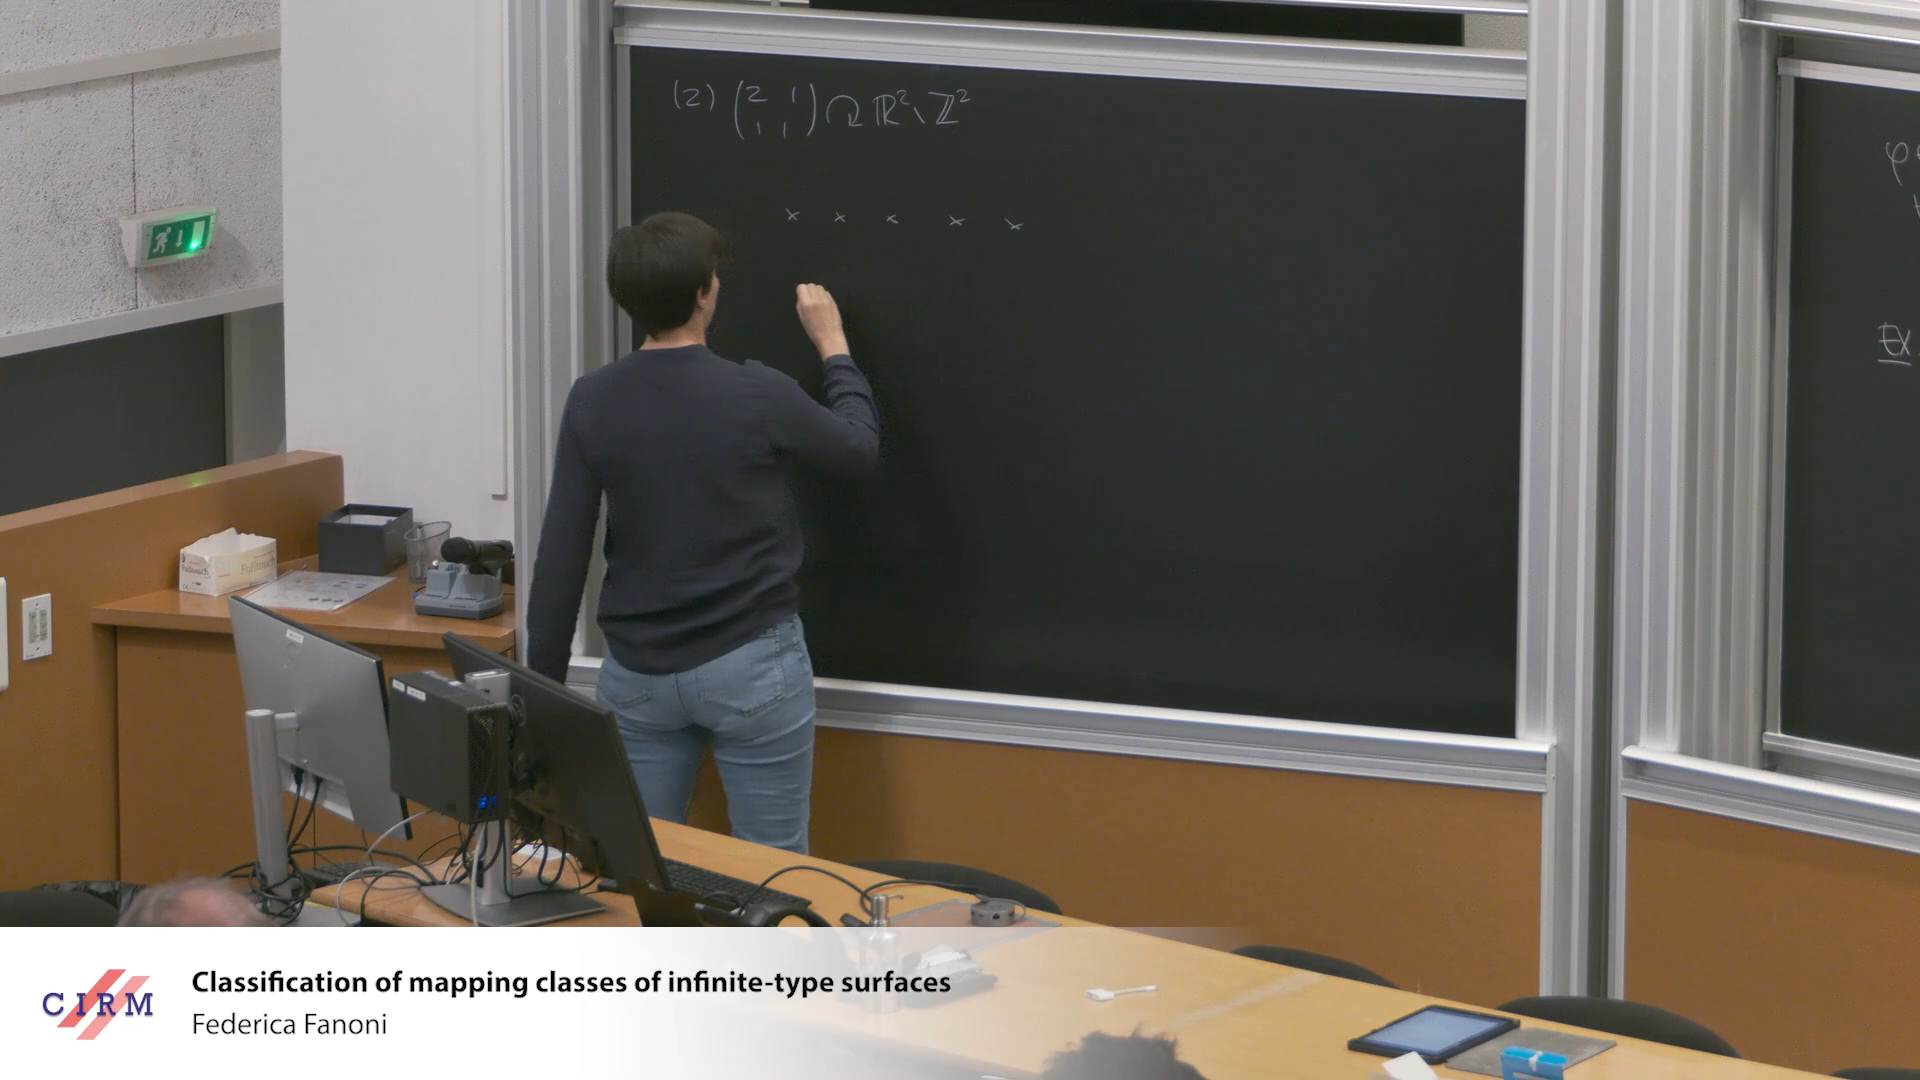 (2) (2 1
1 1) ↷ ℝ²\ℤ²
× × × × ×
φ
Ex
Fulltouch
CIRM
Classification of mapping classes of infinite-type surfaces
Federica Fanoni